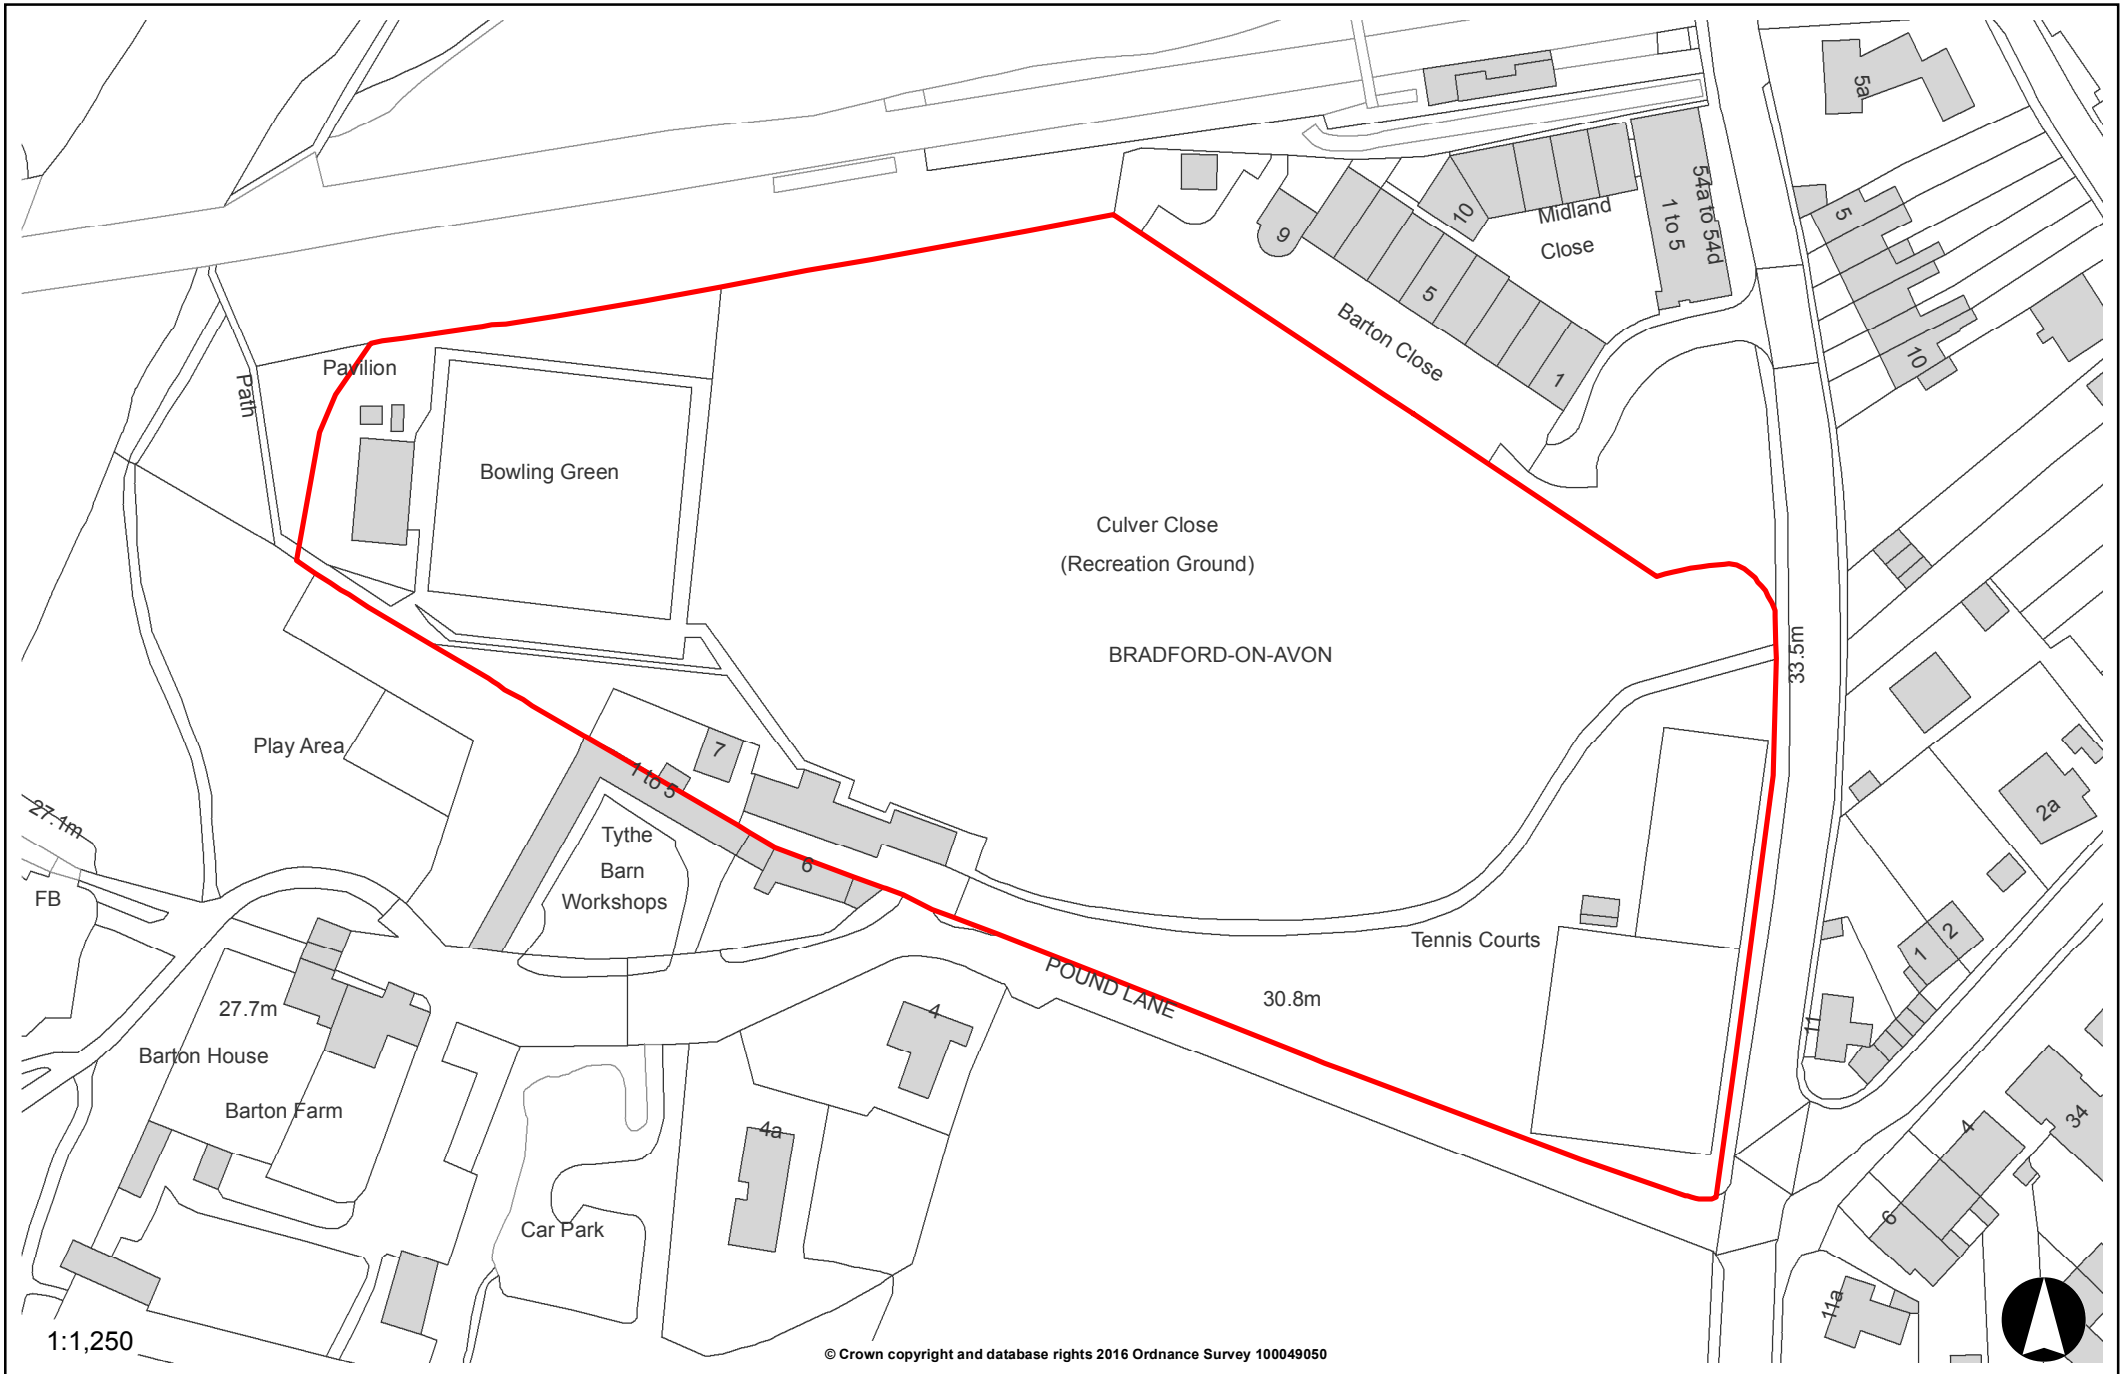 5a
54a to 54d
1 to 5
10
Midland
Close
9
5
5
Barton Close
1
10
Pavilion
Path
Bowling Green
Culver Close
(Recreation Ground)
BRADFORD-ON-AVON
33.5m
Play Area
7
1 to 5
27.1m
Tythe
Barn
Workshops
6
2a
FB
Tennis Courts
2
1
POUND LANE
30.8m
27.7m
4
11
Barton House
Barton Farm
4a
4
34
6
Car Park
11a
1:1,250
© Crown copyright and database rights 2016 Ordnance Survey 100049050